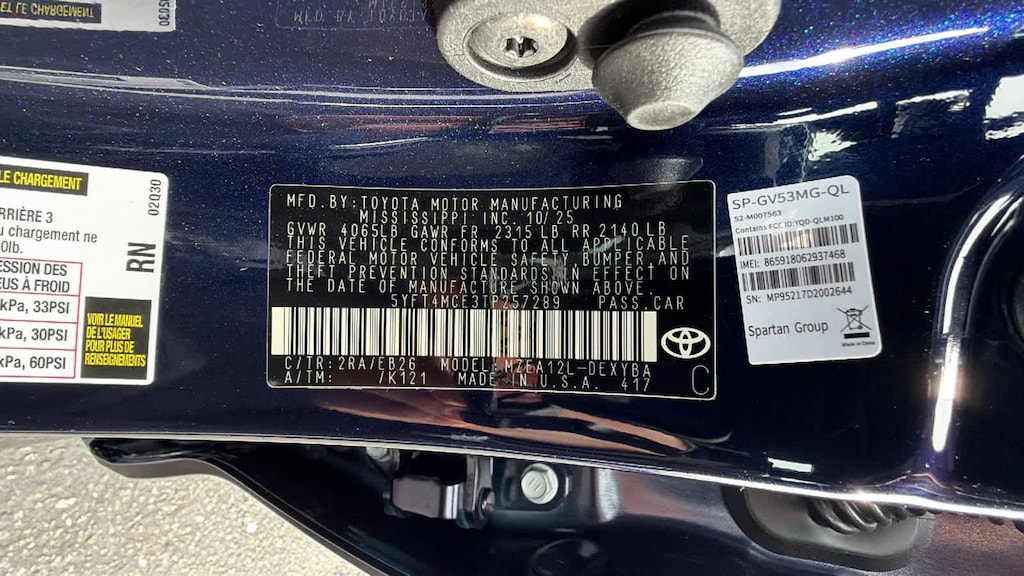 LE CHARGEMENT
RRIÈRE 3
u chargement ne
0lb.
ESSION DES
EUS À FROID
kPa, 33PSI
kPa, 30PSI
kPa, 60PSI
VOIR LE MANUEL
DE L'USAGER
POUR PLUS DE
RENSEIGNEMENTS
02030
RN
MFD.BY:TOYOTA MOTOR MANUFACTURING
MISSISSIPPI INC. 10/25
GVWR 4065LB GAWR FR 2315LB RR 2140LB
THIS VEHICLE CONFORMS TO ALL APPLICABLE
FEDERAL MOTOR VEHICLE SAFETY, BUMPER AND
THEFT PREVENTION STANDARDS IN EFFECT ON
THE DATE OF MANUFACTURE SHOWN ABOVE.
5YFT4MCE3TP257289 PASS.CAR
C/TR:2RA/EB26 MODEL:MZEA12L-DEXYBA
A/TM: /K121 MADE IN U.S.A. 417
C
SP-GV53MG-QL
52-M007563
Contains FCC ID:YQD-QLM100
IMEI: 865918062937468
SN: MP95217D2002644
Spartan Group
Made in China